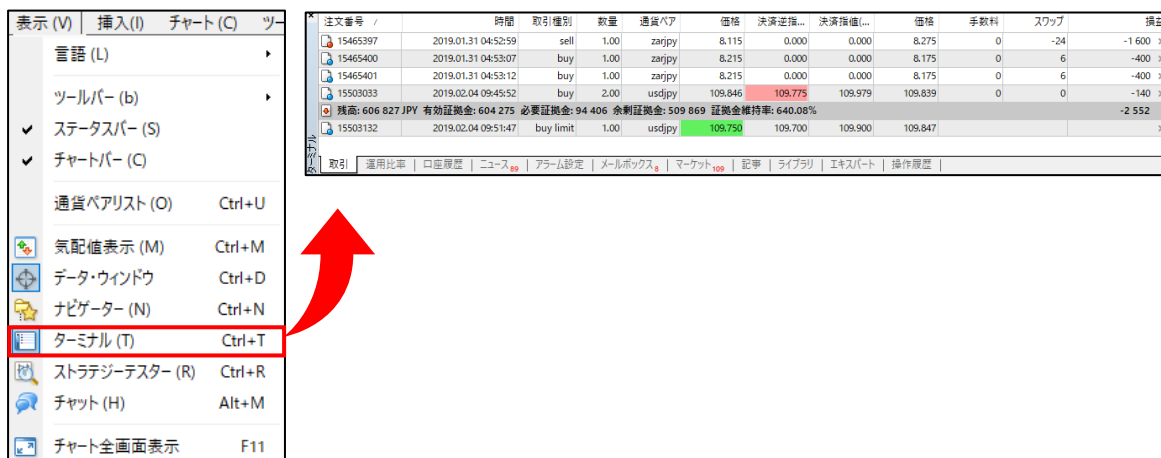 表示 (V) 挿入(I) チャート (C) ツー
言語 (L)
ツールバー (b)
ステータスバー (S)
チャートバー (C)
通貨ペアリスト (O) Ctrl+U
気配値表示 (M) Ctrl+M
データ・ウィンドウ Ctrl+D
ナビゲーター (N) Ctrl+N
ターミナル (T) Ctrl+T
ストラテジーテスター (R) Ctrl+R
チャット (H) Alt+M
チャート全画面表示 F11
注文番号 / 時間 取引種別 数量 通貨ペア 価格 決済逆指... 決済指値(... 価格 手数料 スワップ 損益
15465397 2019.01.31 04:52:59 sell 1.00 zarjpy 8.115 0.000 0.000 8.275 0 -24 -1 600
15465400 2019.01.31 04:53:07 buy 1.00 zarjpy 8.215 0.000 0.000 8.175 0 6 -400
15465401 2019.01.31 04:53:12 buy 1.00 zarjpy 8.215 0.000 0.000 8.175 0 6 -400
15503033 2019.02.04 09:45:52 buy 2.00 usdjpy 109.846 109.775 109.979 109.839 0 0 -140
残高: 606 827 JPY 有効証拠金: 604 275 必要証拠金: 94 406 余剰証拠金: 509 869 証拠金維持率: 640.08% -2 552
15503132 2019.02.04 09:51:47 buy limit 1.00 usdjpy 109.750 109.700 109.900 109.847
ターミナル
取引 | 運用比率 | 口座履歴 | ニュース 89 | アラーム設定 | メールボックス 8 | マーケット 109 | 記事 | ライブラリ | エキスパート | 操作履歴 |